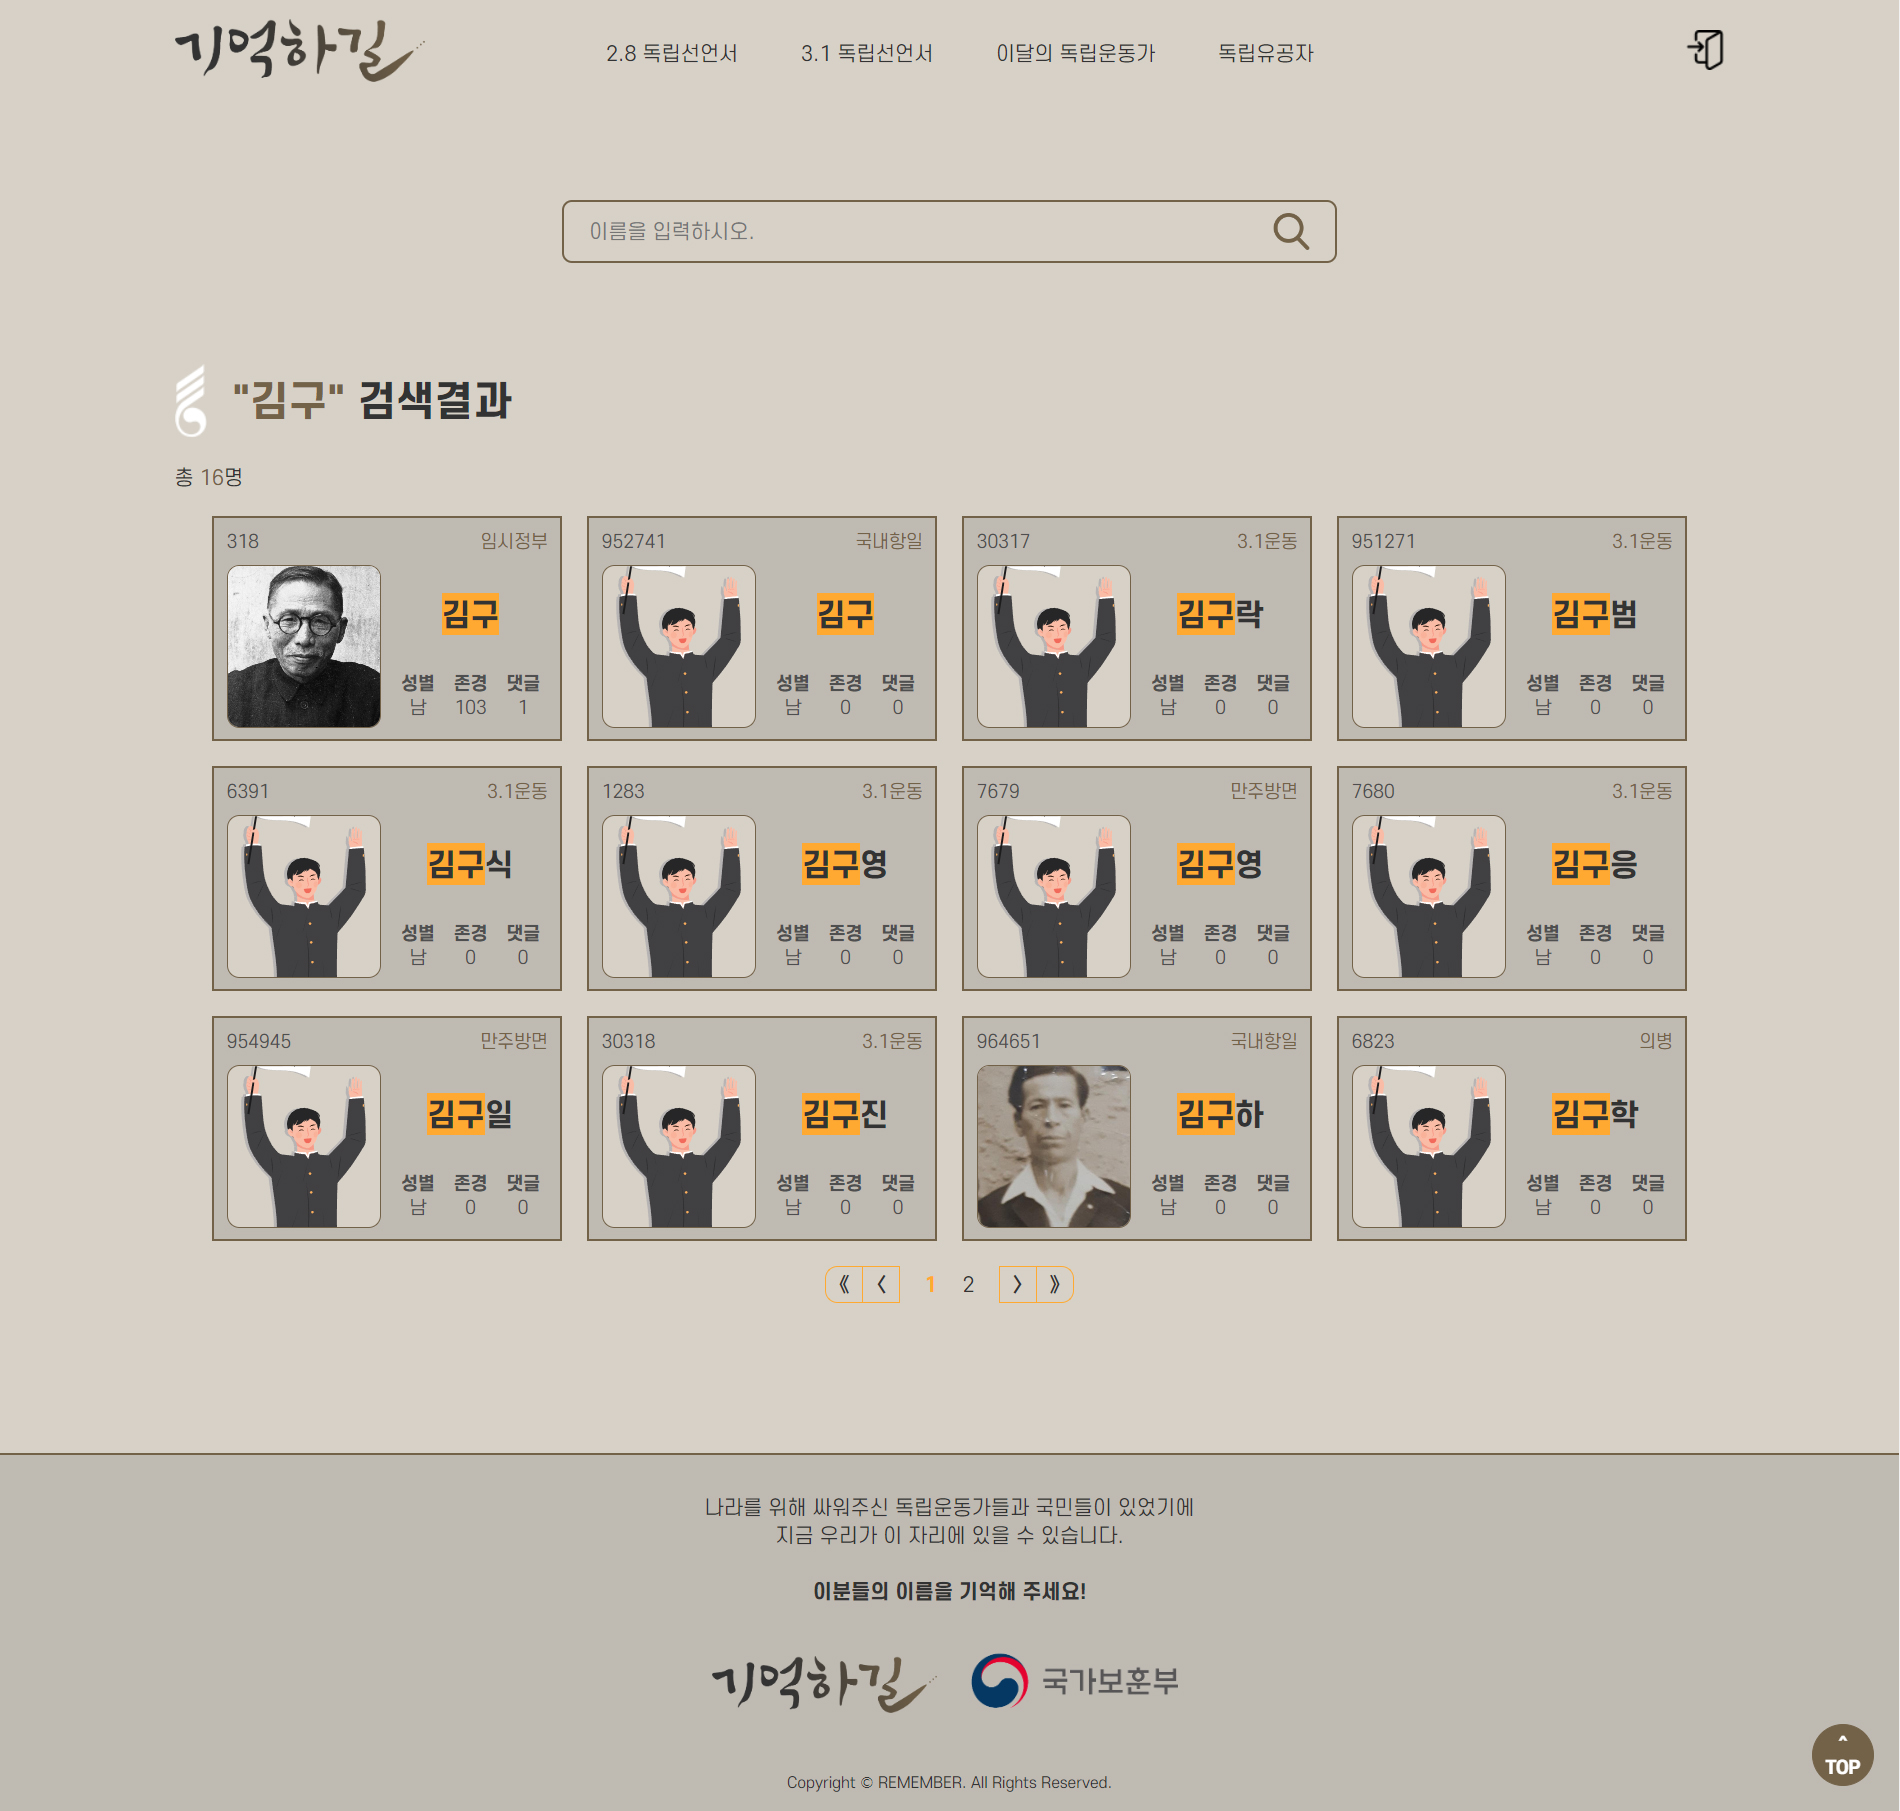 기억하길
2.8 독립선언서 3.1 독립선언서 이달의 독립운동가 독립유공자
이름을 입력하시오.
"김구" 검색결과
총 16명
318 임시정부
김구
성별 존경 댓글
남 103 1
952741 국내항일
김구
성별 존경 댓글
남 0 0
30317 3.1운동
김구락
성별 존경 댓글
남 0 0
951271 3.1운동
김구범
성별 존경 댓글
남 0 0
6391 3.1운동
김구식
성별 존경 댓글
남 0 0
1283 3.1운동
김구영
성별 존경 댓글
남 0 0
7679 만주방면
김구영
성별 존경 댓글
남 0 0
7680 3.1운동
김구응
성별 존경 댓글
남 0 0
954945 만주방면
김구일
성별 존경 댓글
남 0 0
30318 3.1운동
김구진
성별 존경 댓글
남 0 0
964651 국내항일
김구하
성별 존경 댓글
남 0 0
6823 의병
김구학
성별 존경 댓글
남 0 0
《 〈 1 2 〉 》
나라를 위해 싸워주신 독립운동가들과 국민들이 있었기에
지금 우리가 이 자리에 있을 수 있습니다.
이분들의 이름을 기억해 주세요!
기억하길 국가보훈부
TOP
Copyright © REMEMBER. All Rights Reserved.